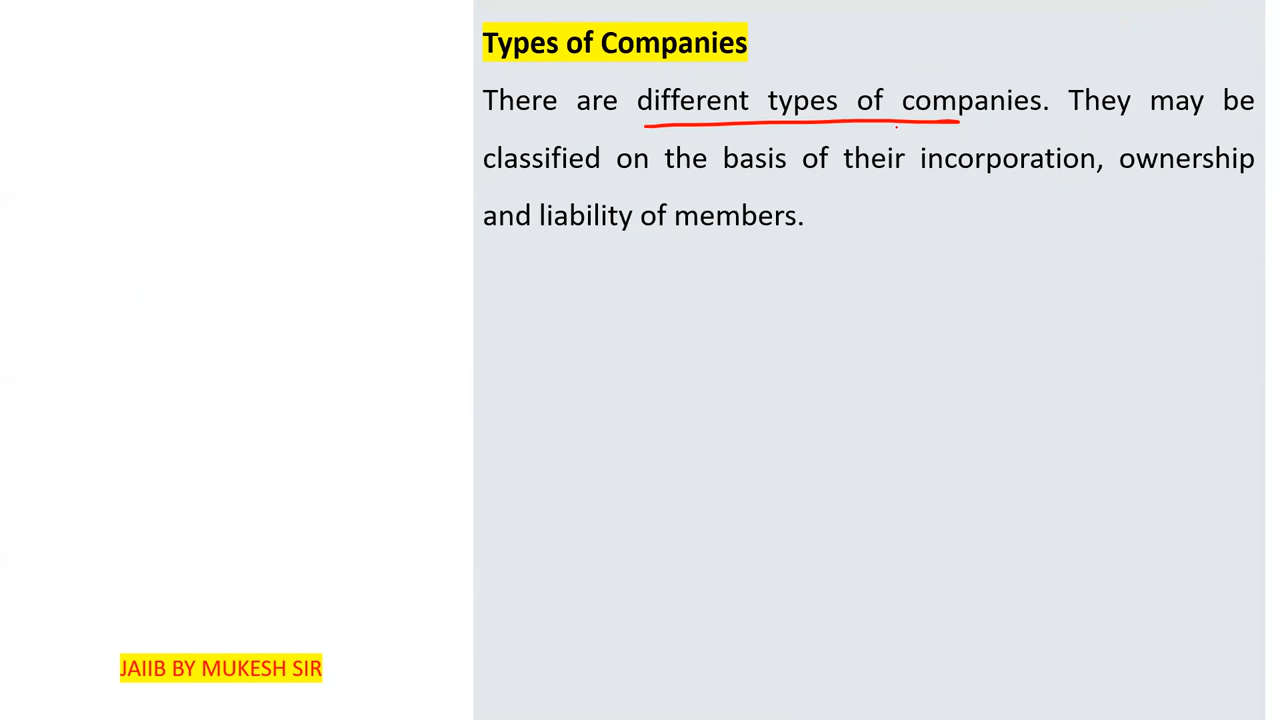 Types of Companies
There are different types of companies. They may be
classified on the basis of their incorporation, ownership
and liability of members.
JAIIB BY MUKESH SIR